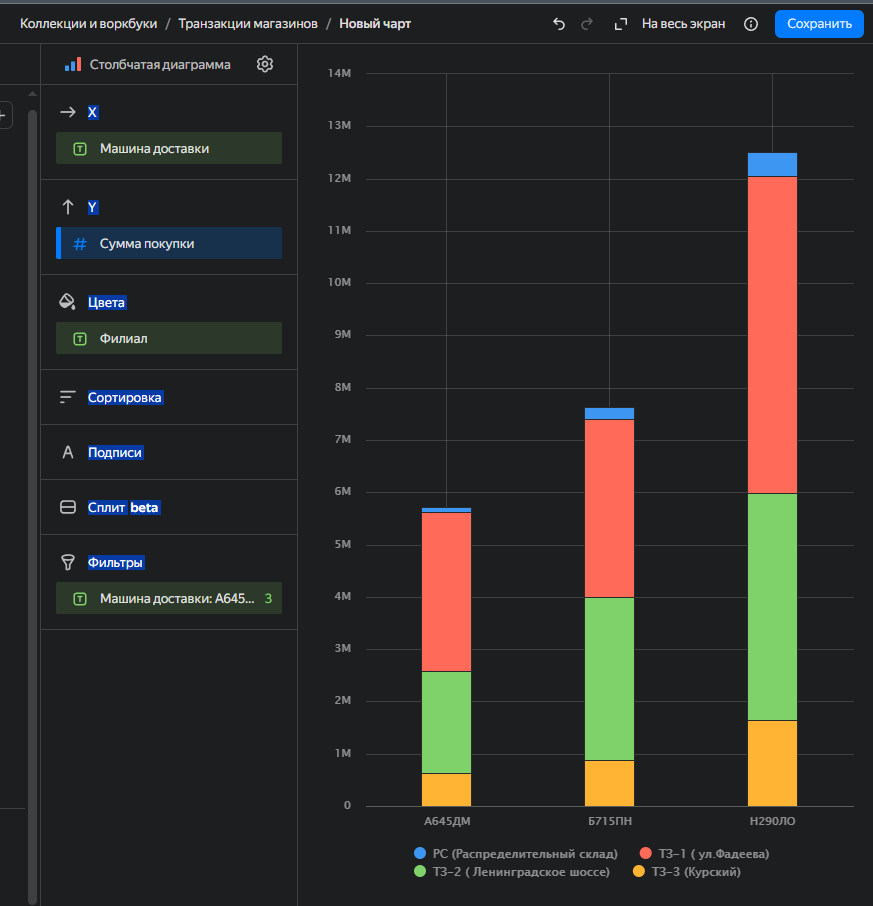 Коллекции и воркбуки / Транзакции магазинов / Новый чарт
На весь экран
Сохранить
Столбчатая диаграмма
X
Машина доставки
Y
# Сумма покупки
Цвета
Филиал
Сортировка
Подписи
Сплит beta
Фильтры
Машина доставки: А645... 3
14M
13M
12M
11M
10M
9M
8M
7M
6M
5M
4M
3M
2M
1M
0
А645ДМ Б715ПН Н290ЛО
РС (Распределительный склад) ТЗ-1 ( ул.Фадеева)
ТЗ-2 ( Ленинградское шоссе) ТЗ-3 (Курский)